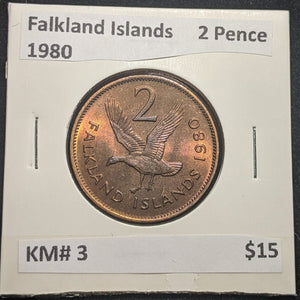 Falkland Islands 2 Pence
1980
2
FALKLAND ISLANDS 1980
KM# 3 $15